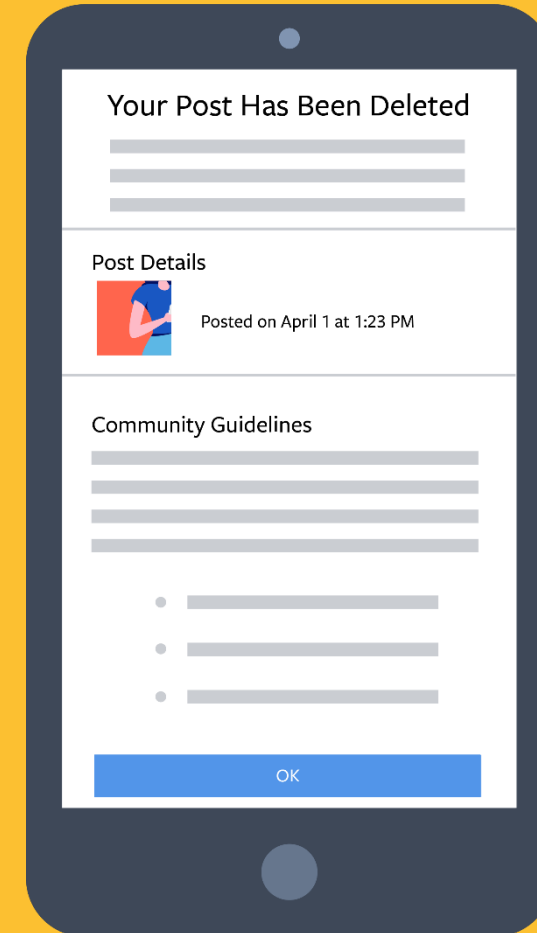 Your Post Has Been Deleted
Post Details
Posted on April 1 at 1:23 PM
Community Guidelines
OK